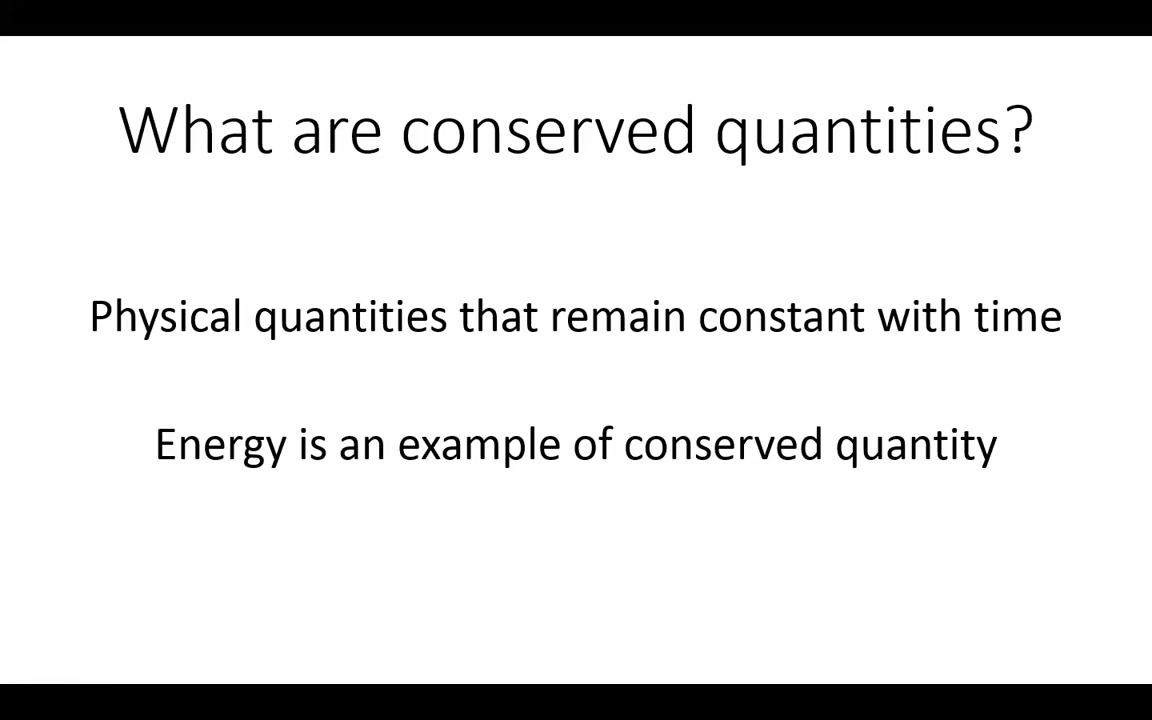 What are conserved quantities?
Physical quantities that remain constant with time
Energy is an example of conserved quantity